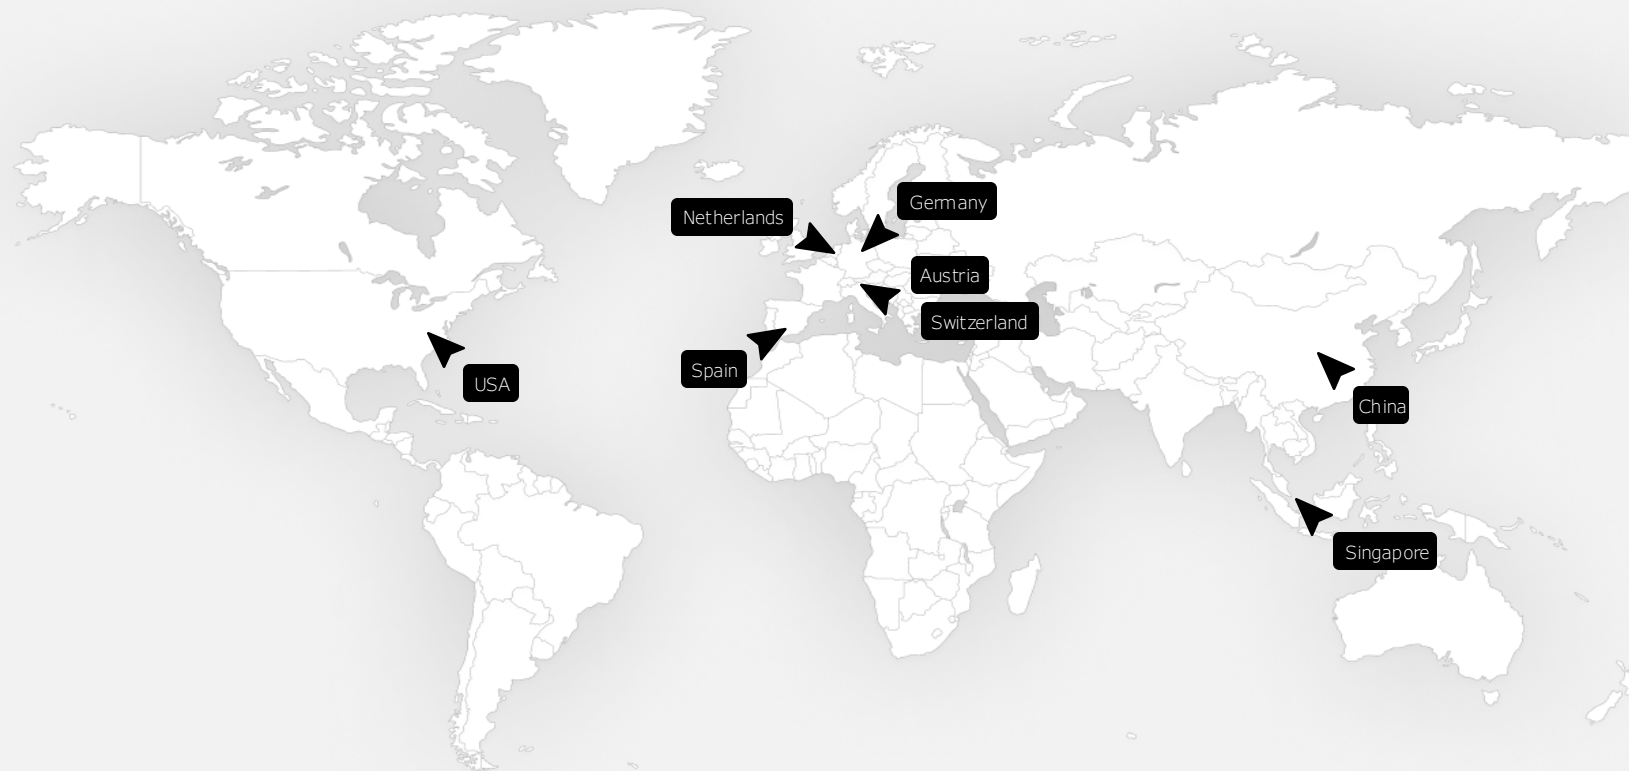 Germany
Netherlands
Austria
Switzerland
Spain
USA
China
Singapore